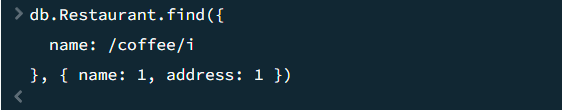 > db.Restaurant.find({
name: /coffee/i
}, { name: 1, address: 1 })
<